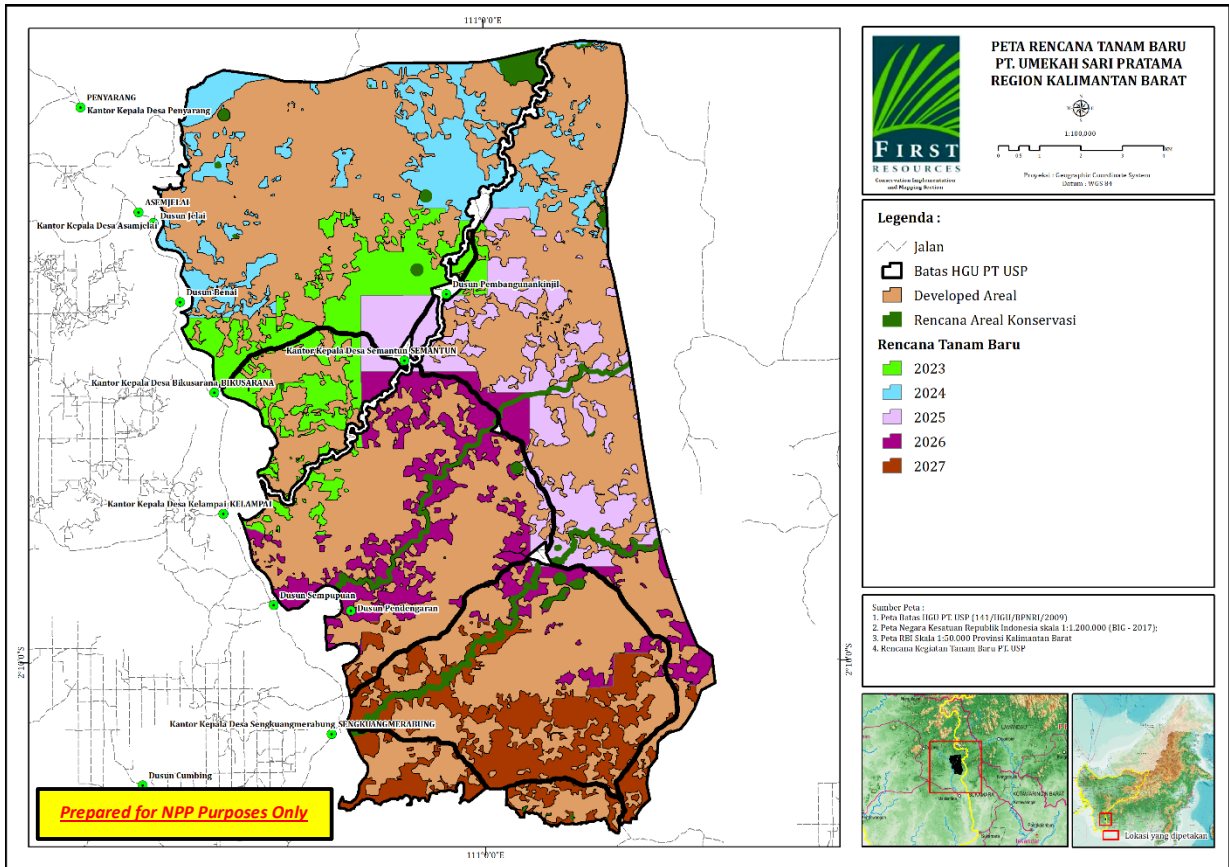 111°0'0"E
PENYARANG
Kantor Kepala Desa Penyarang
ASEMJELAI
Dusun Jelai
Kantor Kepala Desa Asamjelai
Dusun Benai
Dusun Pembangunankinjil
Kantor Kepala Desa Semantun SEMANTUN
Kantor Kepala Desa Bikusarana BIKUSARANA
Kantor Kepala Desa Kelampai KELAMPAI
Dusun Sempupuan
Dusun Pendengaran
2°10'0"S
Kantor Kepala Desa Sengkuangmerabung SENGKUANGMERABUNG
Dusun Cumbing
Prepared for NPP Purposes Only
111°0'0"E
FIRST
RESOURCES
Conservation Implementation
and Mapping Section
PETA RENCANA TANAM BARU
PT. UMEKAH SARI PRATAMA
REGION KALIMANTAN BARAT
1:100,000
0 0.5 1 2 3 4
KM
Proyeksi : Geographic Coordinate System
Datum : WGS 84
Legenda :
Jalan
Batas HGU PT USP
Developed Areal
Rencana Areal Konservasi
Rencana Tanam Baru
2023
2024
2025
2026
2027
Sumber Peta :
1. Peta Batas HGU PT. USP (141/HGU/BPNRI/2009)
2. Peta Negara Kesatuan Republik Indonesia skala 1:1.200.000 (BIG - 2017);
3. Peta RBI Skala 1:50.000 Provinsi Kalimantan Barat
4. Rencana Kegiatan Tanam Baru PT. USP
Lokasi yang dipetakan